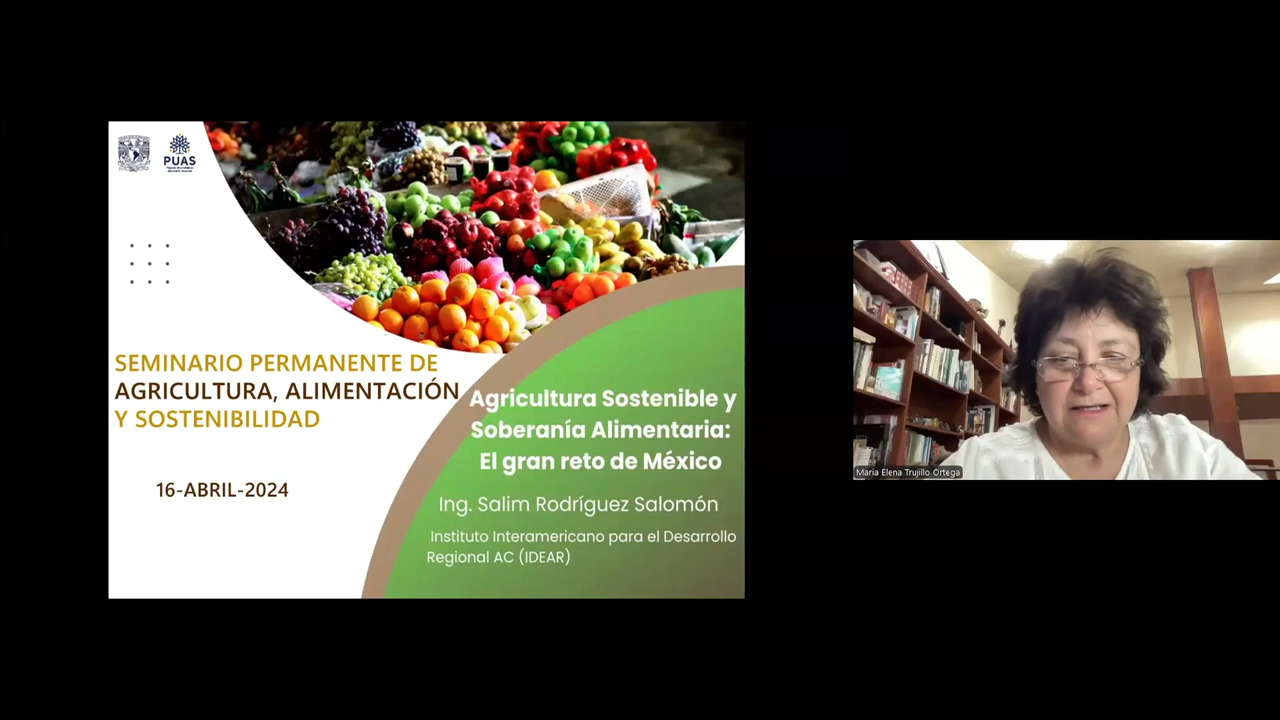 PUAS
SEMINARIO PERMANENTE DE
AGRICULTURA, ALIMENTACIÓN
Y SOSTENIBILIDAD
16-ABRIL-2024
Agricultura Sostenible y
Soberanía Alimentaria:
El gran reto de México
Ing. Salim Rodríguez Salomón
Instituto Interamericano para el Desarrollo
Regional AC (IDEAR)
María Elena Trujillo Ortega